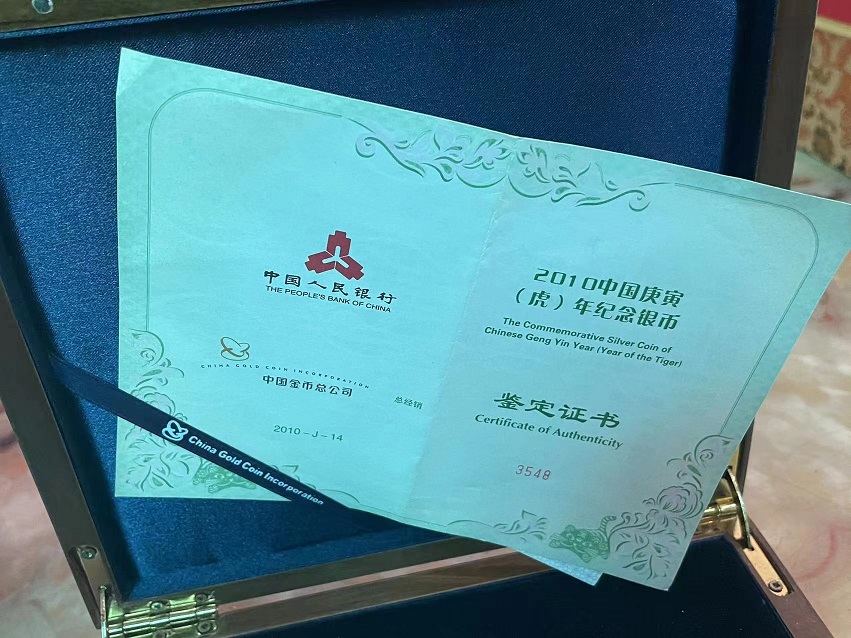 中国人民银行
THE PEOPLE'S BANK OF CHINA
CHINA GOLD COIN INCORPORATION
中国金币总公司
总经销
2010-J-14
2010中国庚寅
（虎）年纪念银币
The Commemorative Silver Coin of
Chinese Geng Yin Year (Year of the Tiger)
鉴定证书
Certificate of Authenticity
3548
China Gold Coin Incorporation